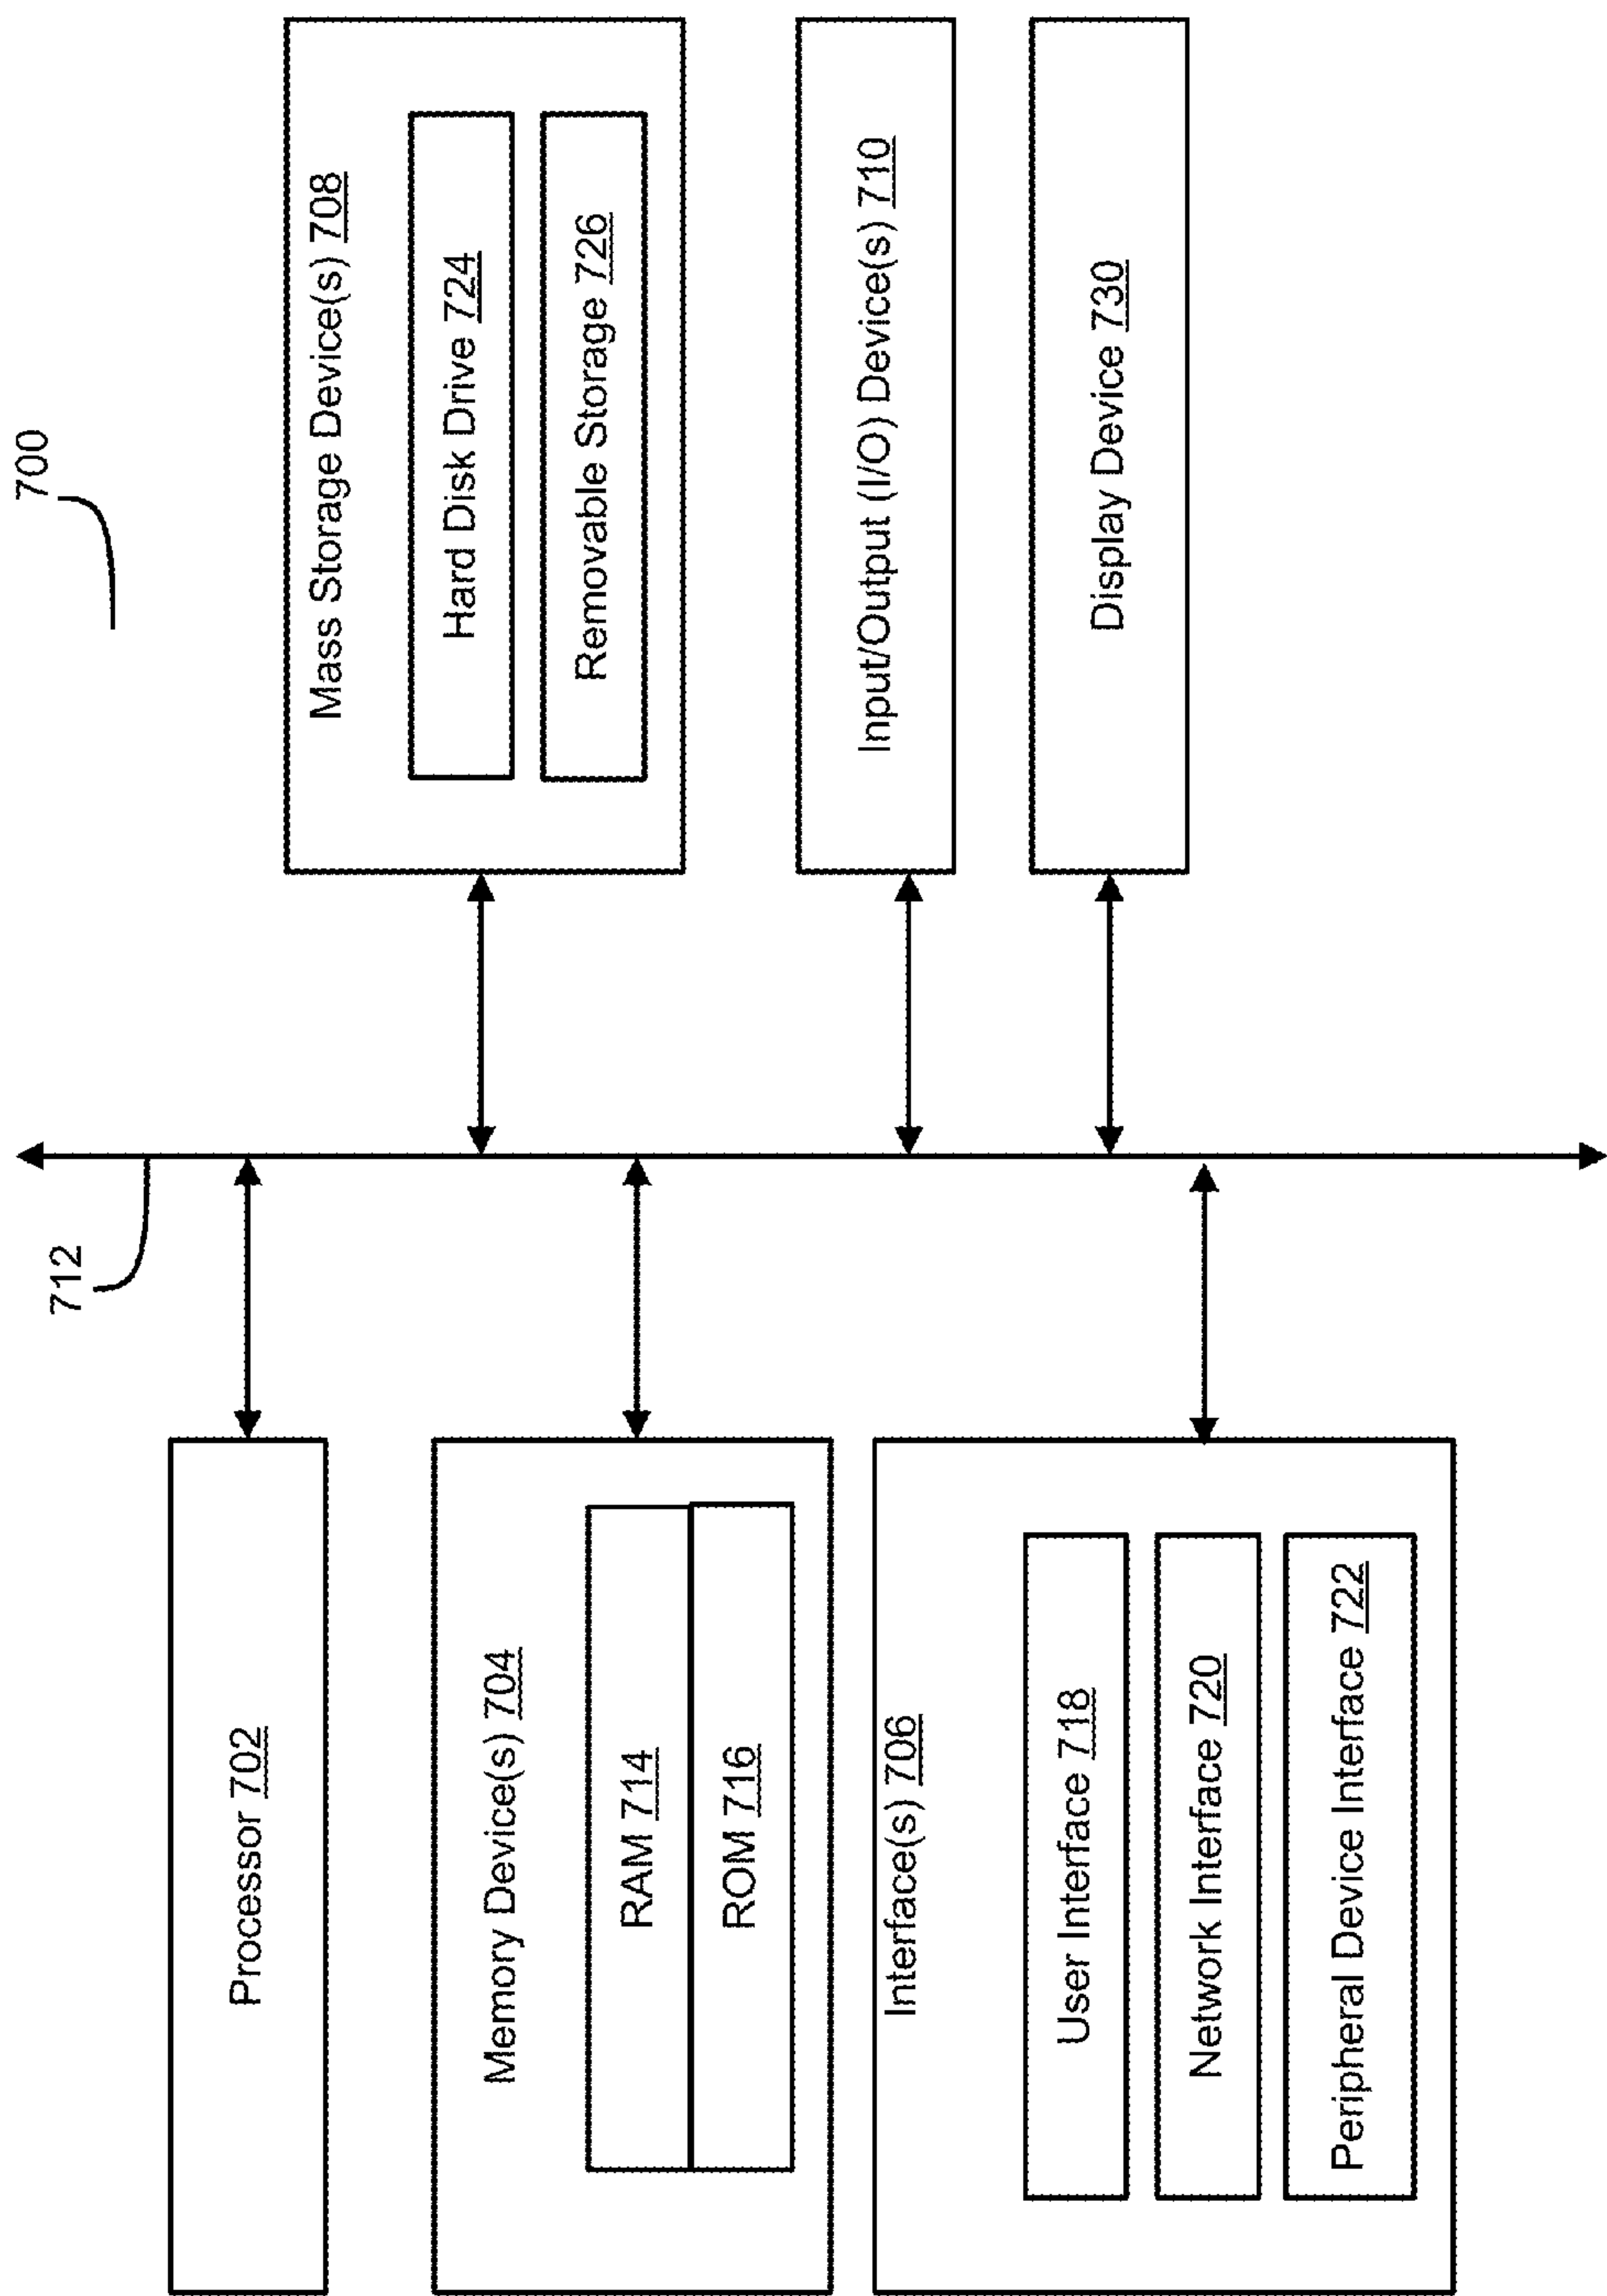 700
712
Processor 702
Memory Device(s) 704
RAM 714
ROM 716
Interface(s) 706
User Interface 718
Network Interface 720
Peripheral Device Interface 722
Mass Storage Device(s) 708
Hard Disk Drive 724
Removable Storage 726
Input/Output (I/O) Device(s) 710
Display Device 730